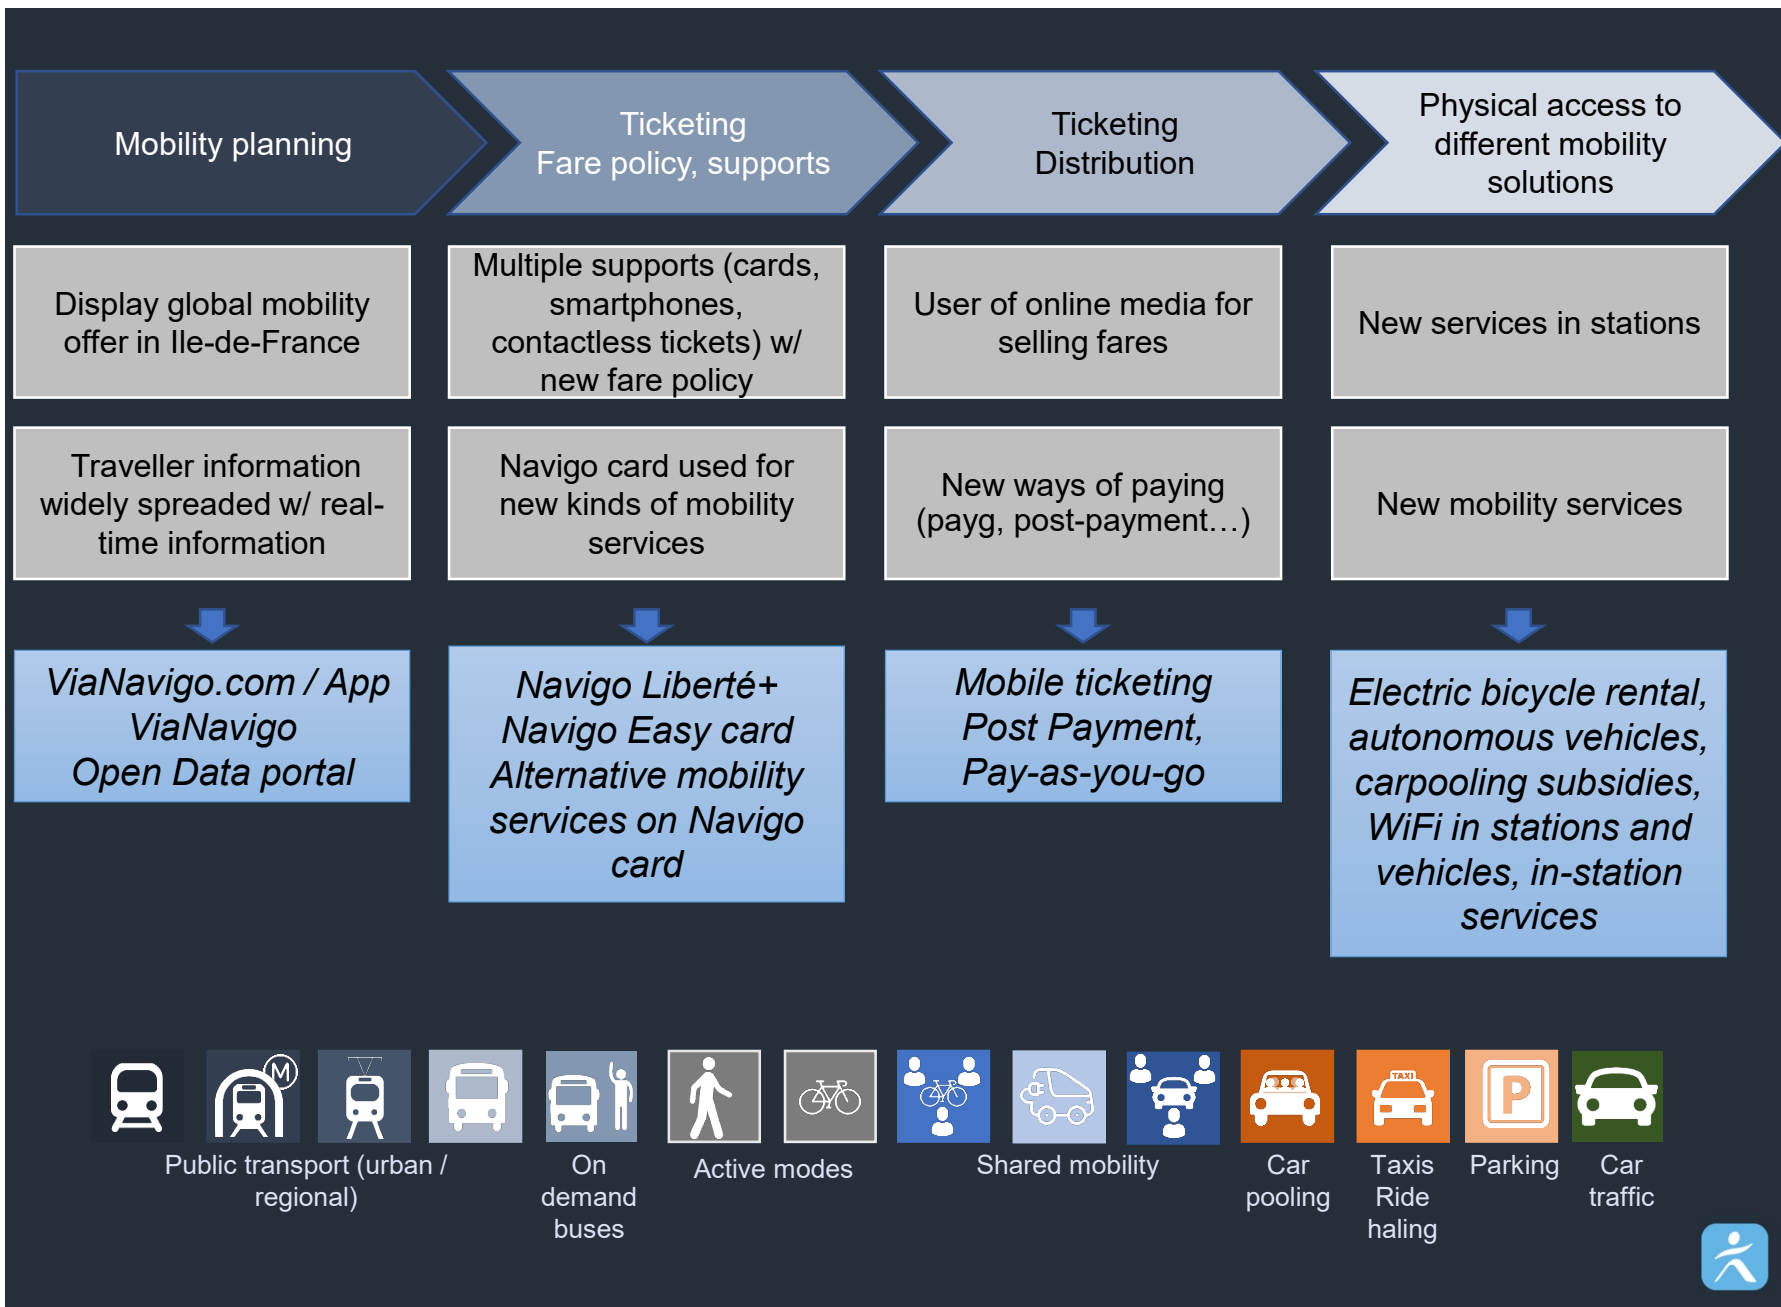 Mobility planning
Ticketing
Fare policy, supports
Ticketing
Distribution
Physical access to
different mobility
solutions
Display global mobility
offer in Ile-de-France
Multiple supports (cards,
smartphones,
contactless tickets) w/
new fare policy
User of online media for
selling fares
New services in stations
Traveller information
widely spreaded w/ real-
time information
Navigo card used for
new kinds of mobility
services
New ways of paying
(payg, post-payment…)
New mobility services
ViaNavigo.com / App
ViaNavigo
Open Data portal
Navigo Liberté+
Navigo Easy card
Alternative mobility
services on Navigo
card
Mobile ticketing
Post Payment,
Pay-as-you-go
Electric bicycle rental,
autonomous vehicles,
carpooling subsidies,
WiFi in stations and
vehicles, in-station
services
M
TAXI
P
Public transport (urban /
regional)
On
demand
buses
Active modes
Shared mobility
Car
pooling
Taxis
Ride
haling
Parking
Car
traffic